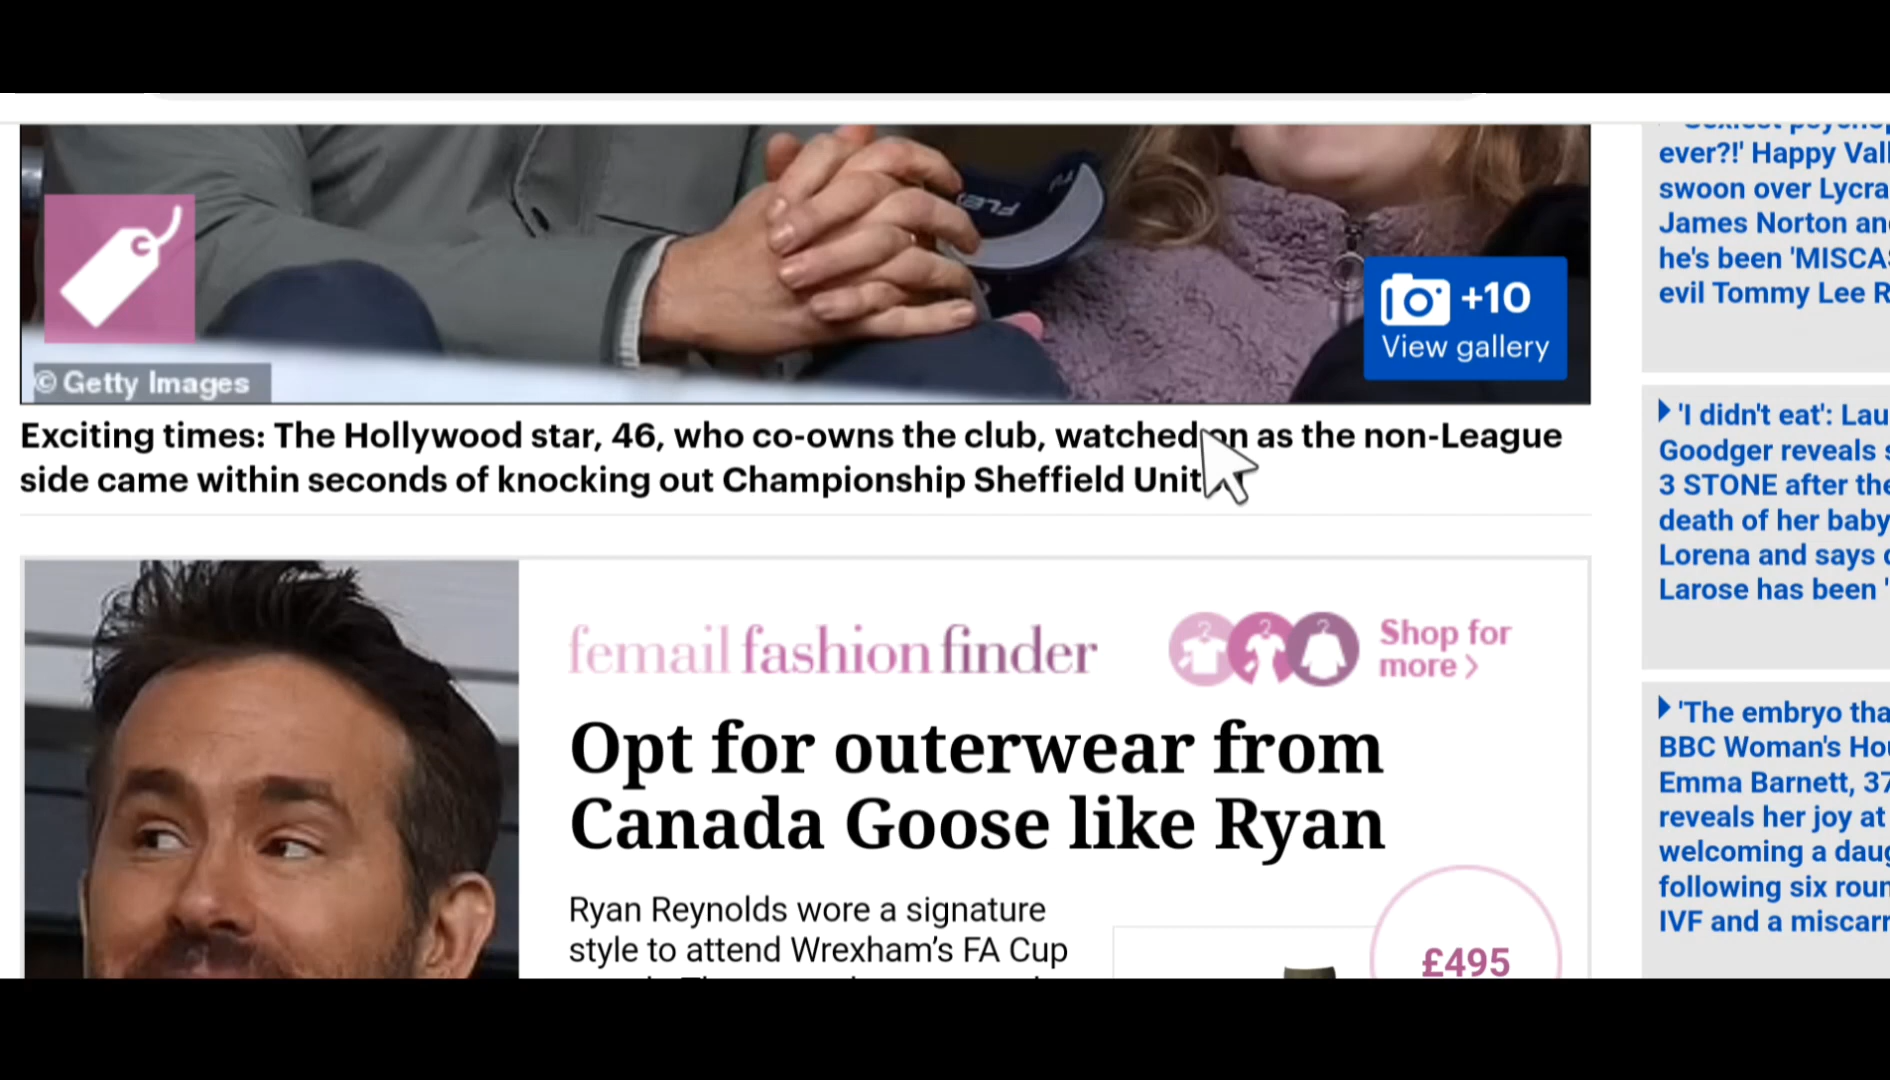 FLEX
+10
View gallery
© Getty Images
Exciting times: The Hollywood star, 46, who co-owns the club, watched on as the non-League
side came within seconds of knocking out Championship Sheffield Unit
femail fashion finder
Shop for
more >
Opt for outerwear from
Canada Goose like Ryan
Ryan Reynolds wore a signature
style to attend Wrexham's FA Cup
£495
ever?!' Happy Vall
swoon over Lycra
James Norton an
he's been 'MISCAS
evil Tommy Lee R
'I didn't eat': Lau
Goodger reveals s
3 STONE after the
death of her baby
Lorena and says o
Larose has been '
'The embryo tha
BBC Woman's Hou
Emma Barnett, 37
reveals her joy at
welcoming a daug
following six roun
IVF and a miscarr